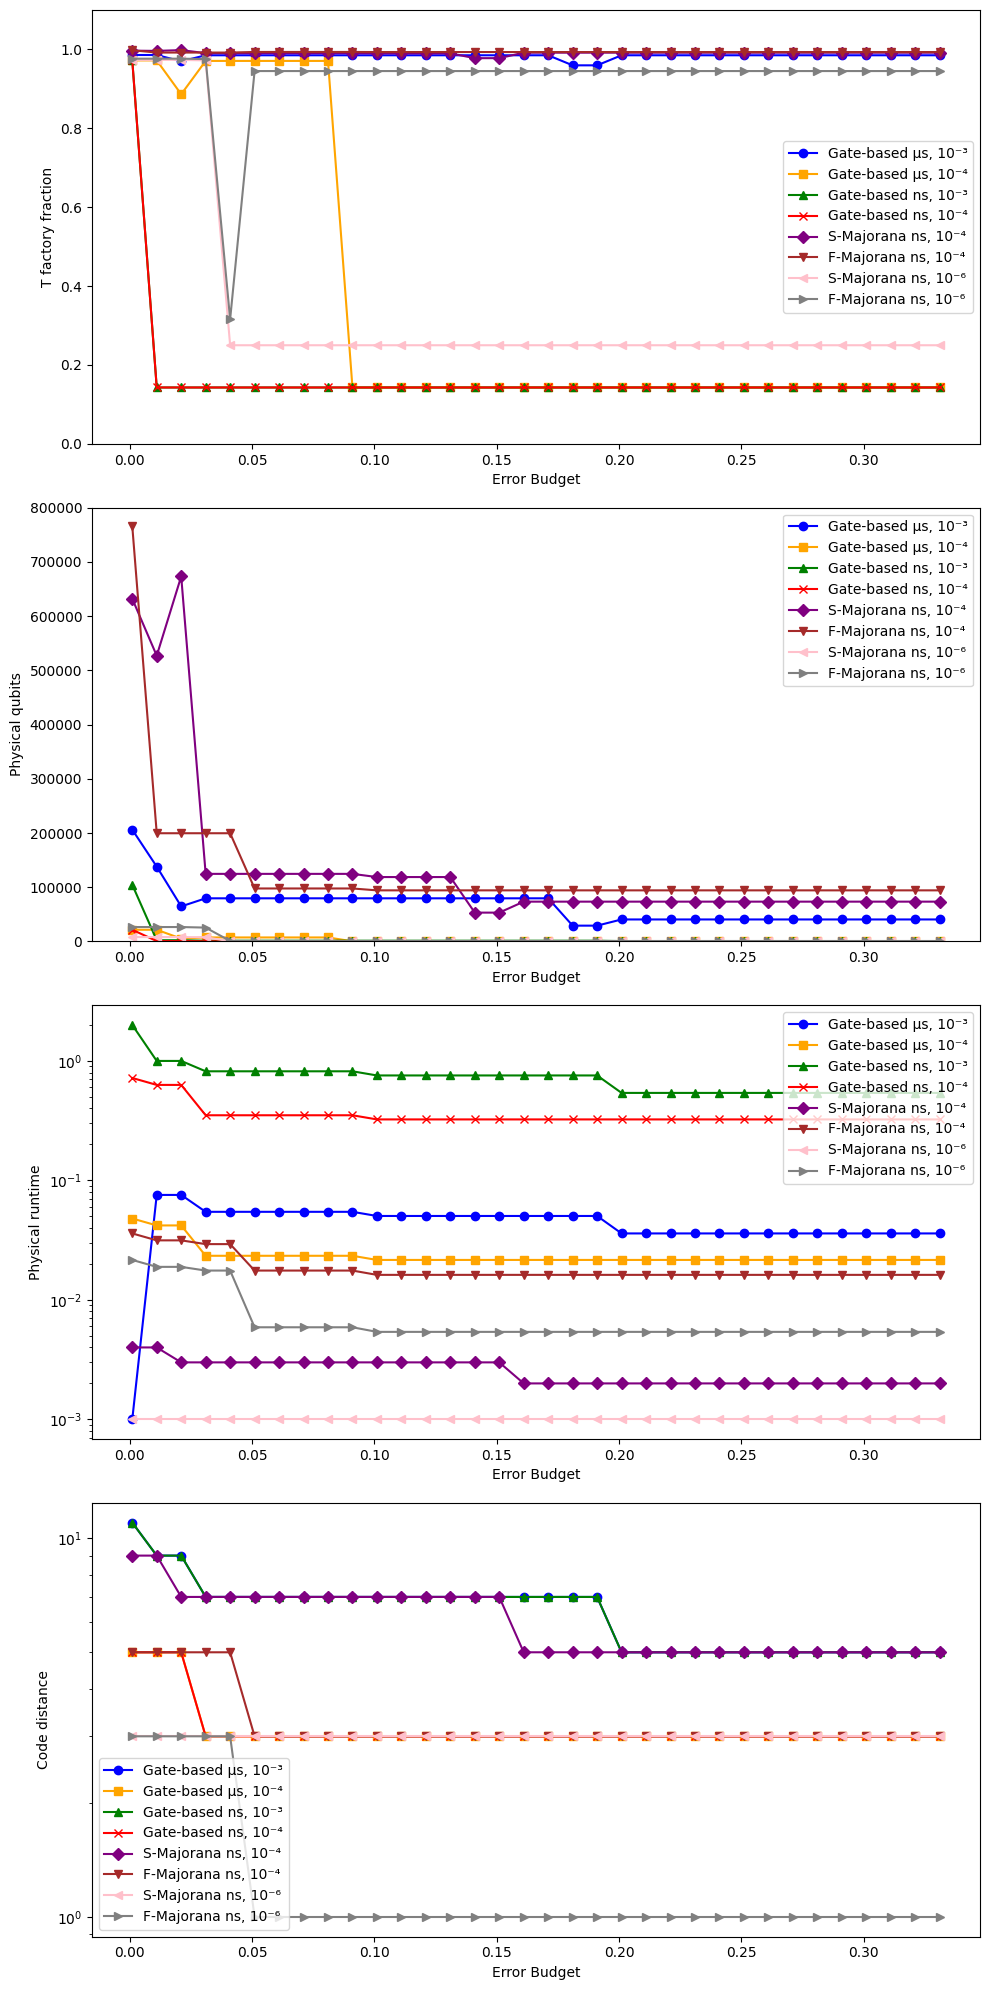 1.0
0.8
0.6
0.4
0.2
0.0
T factory fraction
Gate-based µs, 10⁻³
Gate-based µs, 10⁻⁴
Gate-based ns, 10⁻³
Gate-based ns, 10⁻⁴
S-Majorana ns, 10⁻⁴
F-Majorana ns, 10⁻⁴
S-Majorana ns, 10⁻⁶
F-Majorana ns, 10⁻⁶
0.00 0.05 0.10 0.15 0.20 0.25 0.30
Error Budget
800000
700000
600000
500000
400000
300000
200000
100000
0
Physical qubits
Gate-based µs, 10⁻³
Gate-based µs, 10⁻⁴
Gate-based ns, 10⁻³
Gate-based ns, 10⁻⁴
S-Majorana ns, 10⁻⁴
F-Majorana ns, 10⁻⁴
S-Majorana ns, 10⁻⁶
F-Majorana ns, 10⁻⁶
0.00 0.05 0.10 0.15 0.20 0.25 0.30
Error Budget
10⁰
10⁻¹
10⁻²
10⁻³
Physical runtime
Gate-based µs, 10⁻³
Gate-based µs, 10⁻⁴
Gate-based ns, 10⁻³
Gate-based ns, 10⁻⁴
S-Majorana ns, 10⁻⁴
F-Majorana ns, 10⁻⁴
S-Majorana ns, 10⁻⁶
F-Majorana ns, 10⁻⁶
0.00 0.05 0.10 0.15 0.20 0.25 0.30
Error Budget
10¹
10⁰
Code distance
Gate-based µs, 10⁻³
Gate-based µs, 10⁻⁴
Gate-based ns, 10⁻³
Gate-based ns, 10⁻⁴
S-Majorana ns, 10⁻⁴
F-Majorana ns, 10⁻⁴
S-Majorana ns, 10⁻⁶
F-Majorana ns, 10⁻⁶
0.00 0.05 0.10 0.15 0.20 0.25 0.30
Error Budget